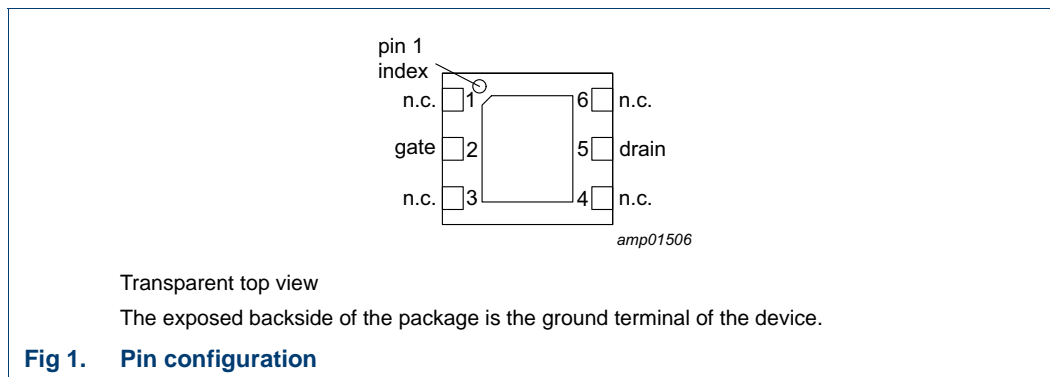 pin 1
index
n.c. 1 6 n.c.
gate 2 5 drain
n.c. 3 4 n.c.
amp01506
Transparent top view
The exposed backside of the package is the ground terminal of the device.
Fig 1. Pin configuration